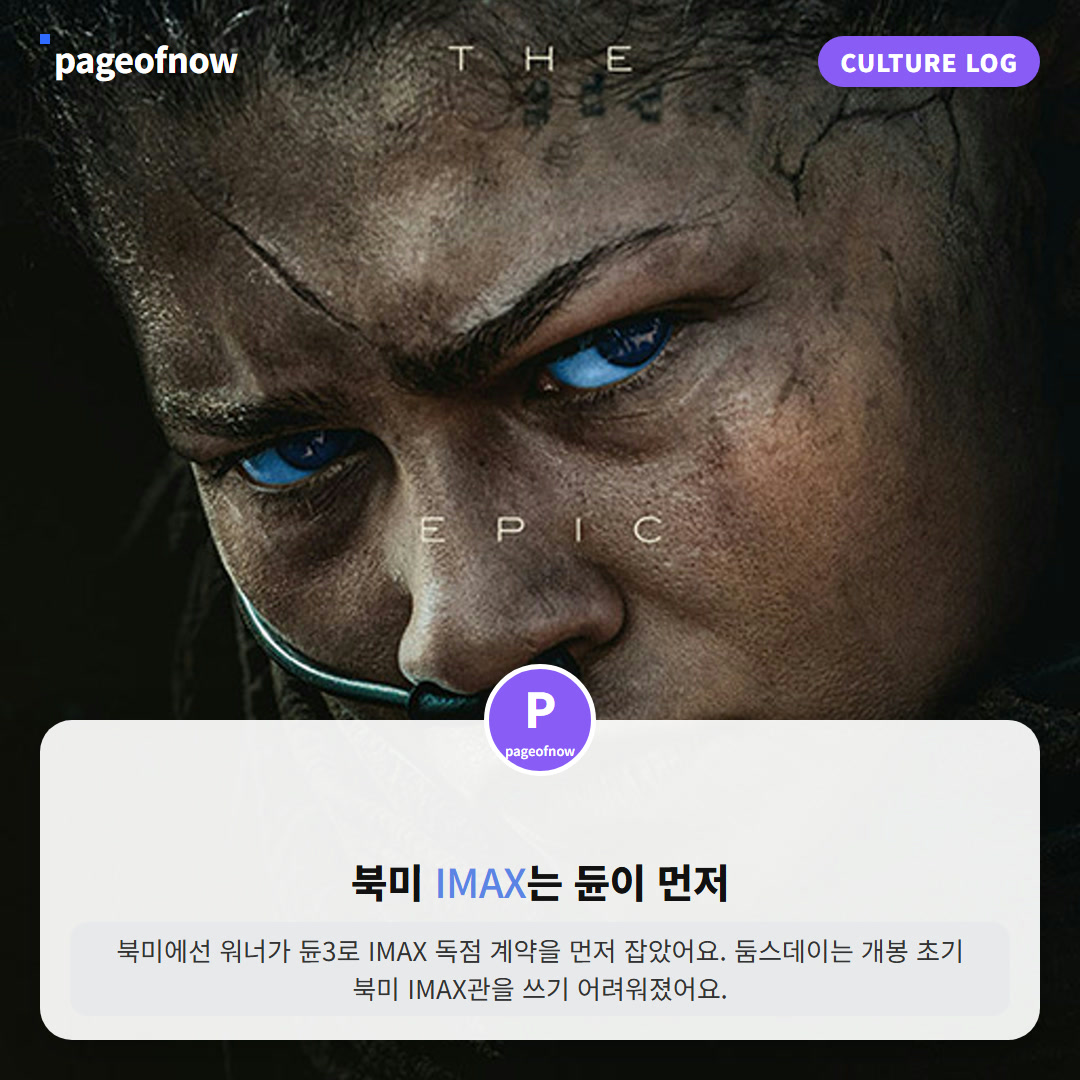 pageofnow
THE
CULTURE LOG
EPIC
P
pageofnow
북미 IMAX는 듄이 먼저
북미에선 워너가 듄3로 IMAX 독점 계약을 먼저 잡았어요. 둠스데이는 개봉 초기
북미 IMAX관을 쓰기 어려워졌어요.